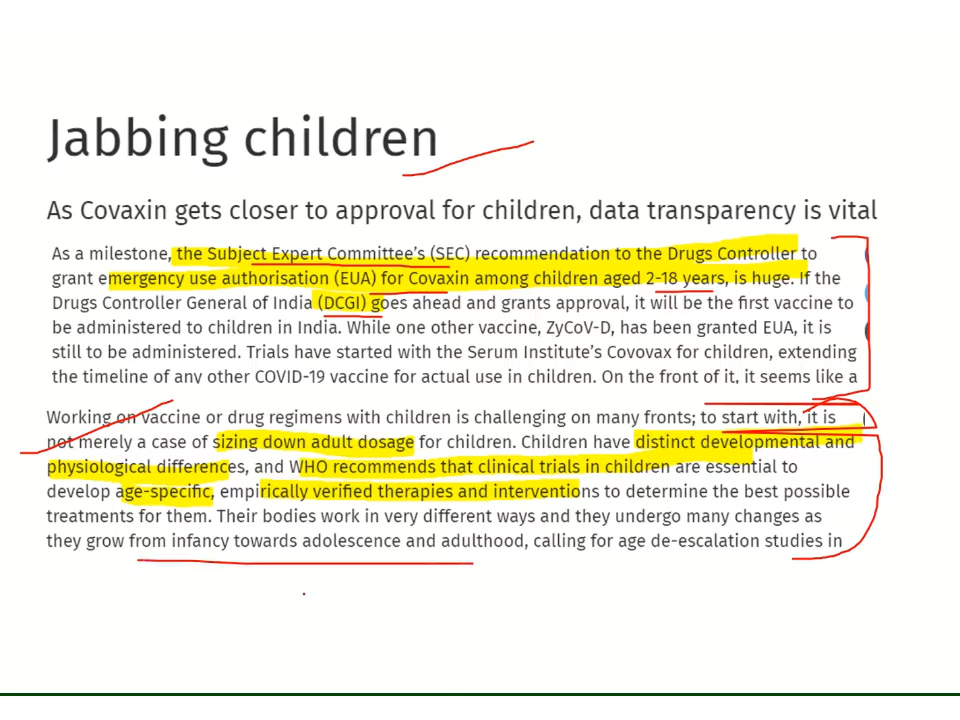 Jabbing children
As Covaxin gets closer to approval for children, data transparency is vital
As a milestone, the Subject Expert Committee's (SEC) recommendation to the Drugs Controller to
grant emergency use authorisation (EUA) for Covaxin among children aged 2-18 years, is huge. If the
Drugs Controller General of India (DCGI) goes ahead and grants approval, it will be the first vaccine to
be administered to children in India. While one other vaccine, ZyCoV-D, has been granted EUA, it is
still to be administered. Trials have started with the Serum Institute's Covovax for children, extending
the timeline of any other COVID-19 vaccine for actual use in children. On the front of it, it seems like a
Working on vaccine or drug regimens with children is challenging on many fronts; to start with, it is
not merely a case of sizing down adult dosage for children. Children have distinct developmental and
physiological differences, and WHO recommends that clinical trials in children are essential to
develop age-specific, empirically verified therapies and interventions to determine the best possible
treatments for them. Their bodies work in very different ways and they undergo many changes as
they grow from infancy towards adolescence and adulthood, calling for age de-escalation studies in